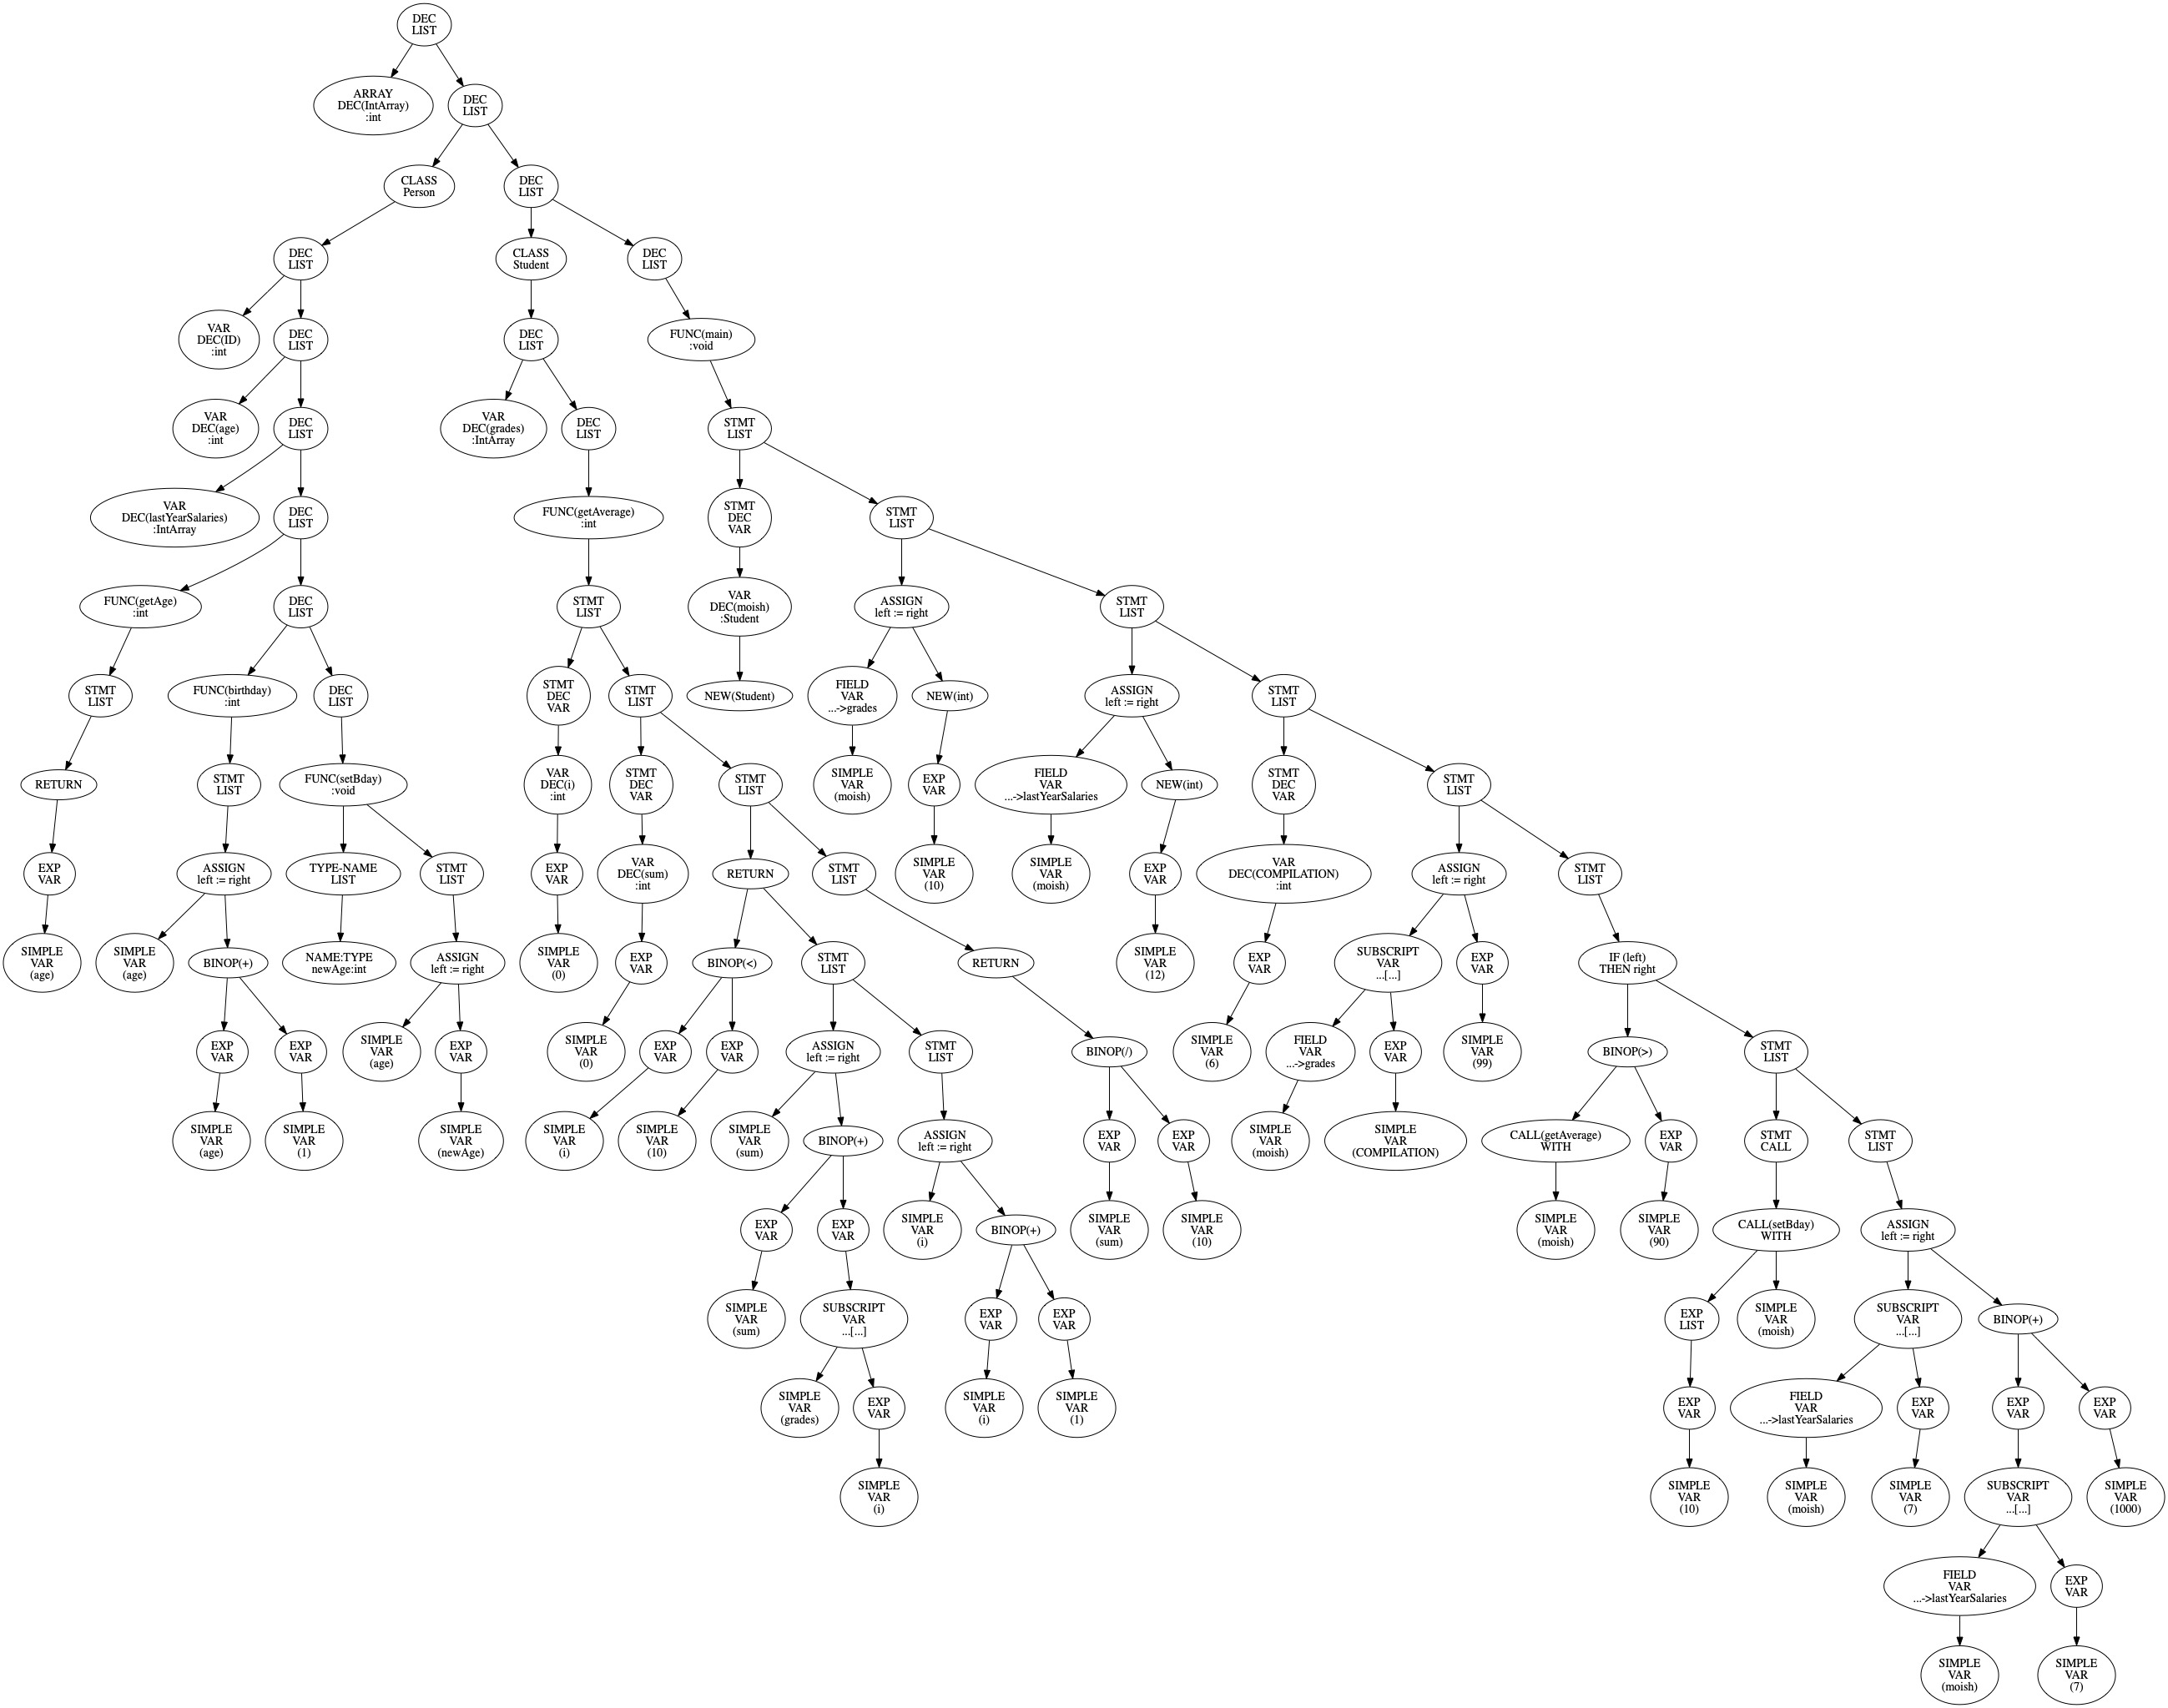 DEC
LIST
ARRAY
DEC(IntArray)
:int
DEC
LIST
CLASS
Person
DEC
LIST
DEC
LIST
CLASS
Student
DEC
LIST
VAR
DEC(ID)
:int
DEC
LIST
DEC
LIST
FUNC(main)
:void
VAR
DEC(age)
:int
DEC
LIST
VAR
DEC(grades)
:IntArray
DEC
LIST
STMT
LIST
VAR
DEC(lastYearSalaries)
:IntArray
DEC
LIST
FUNC(getAverage)
:int
STMT
DEC
VAR
STMT
LIST
FUNC(getAge)
:int
DEC
LIST
STMT
LIST
VAR
DEC(moish)
:Student
ASSIGN
left := right
STMT
LIST
STMT
LIST
FUNC(birthday)
:int
DEC
LIST
STMT
DEC
VAR
STMT
LIST
NEW(Student)
FIELD
VAR
...->grades
NEW(int)
ASSIGN
left := right
STMT
LIST
RETURN
STMT
LIST
FUNC(setBday)
:void
VAR
DEC(i)
:int
STMT
DEC
VAR
STMT
LIST
SIMPLE
VAR
(moish)
EXP
VAR
FIELD
VAR
...->lastYearSalaries
NEW(int)
STMT
DEC
VAR
STMT
LIST
EXP
VAR
ASSIGN
left := right
TYPE-NAME
LIST
STMT
LIST
EXP
VAR
VAR
DEC(sum)
:int
RETURN
STMT
LIST
SIMPLE
VAR
(10)
SIMPLE
VAR
(moish)
EXP
VAR
VAR
DEC(COMPILATION)
:int
ASSIGN
left := right
STMT
LIST
SIMPLE
VAR
(age)
SIMPLE
VAR
(age)
BINOP(+)
NAME:TYPE
newAge:int
ASSIGN
left := right
SIMPLE
VAR
(0)
EXP
VAR
BINOP(<)
STMT
LIST
RETURN
SIMPLE
VAR
(12)
EXP
VAR
SUBSCRIPT
VAR
...[...]
EXP
VAR
IF (left)
THEN right
EXP
VAR
EXP
VAR
SIMPLE
VAR
(age)
EXP
VAR
SIMPLE
VAR
(0)
EXP
VAR
EXP
VAR
ASSIGN
left := right
STMT
LIST
BINOP(/)
SIMPLE
VAR
(6)
FIELD
VAR
...->grades
EXP
VAR
SIMPLE
VAR
(99)
BINOP(>)
STMT
LIST
SIMPLE
VAR
(age)
SIMPLE
VAR
(1)
SIMPLE
VAR
(newAge)
SIMPLE
VAR
(i)
SIMPLE
VAR
(10)
SIMPLE
VAR
(sum)
BINOP(+)
ASSIGN
left := right
EXP
VAR
EXP
VAR
SIMPLE
VAR
(moish)
SIMPLE
VAR
(COMPILATION)
CALL(getAverage)
WITH
EXP
VAR
STMT
CALL
STMT
LIST
EXP
VAR
EXP
VAR
SIMPLE
VAR
(i)
BINOP(+)
SIMPLE
VAR
(sum)
SIMPLE
VAR
(10)
SIMPLE
VAR
(moish)
SIMPLE
VAR
(90)
CALL(setBday)
WITH
ASSIGN
left := right
SIMPLE
VAR
(sum)
SUBSCRIPT
VAR
...[...]
EXP
VAR
EXP
VAR
EXP
LIST
SIMPLE
VAR
(moish)
SUBSCRIPT
VAR
...[...]
BINOP(+)
SIMPLE
VAR
(grades)
EXP
VAR
SIMPLE
VAR
(i)
SIMPLE
VAR
(1)
EXP
VAR
FIELD
VAR
...->lastYearSalaries
EXP
VAR
EXP
VAR
EXP
VAR
SIMPLE
VAR
(i)
SIMPLE
VAR
(10)
SIMPLE
VAR
(moish)
SIMPLE
VAR
(7)
SUBSCRIPT
VAR
...[...]
SIMPLE
VAR
(1000)
FIELD
VAR
...->lastYearSalaries
EXP
VAR
SIMPLE
VAR
(moish)
SIMPLE
VAR
(7)